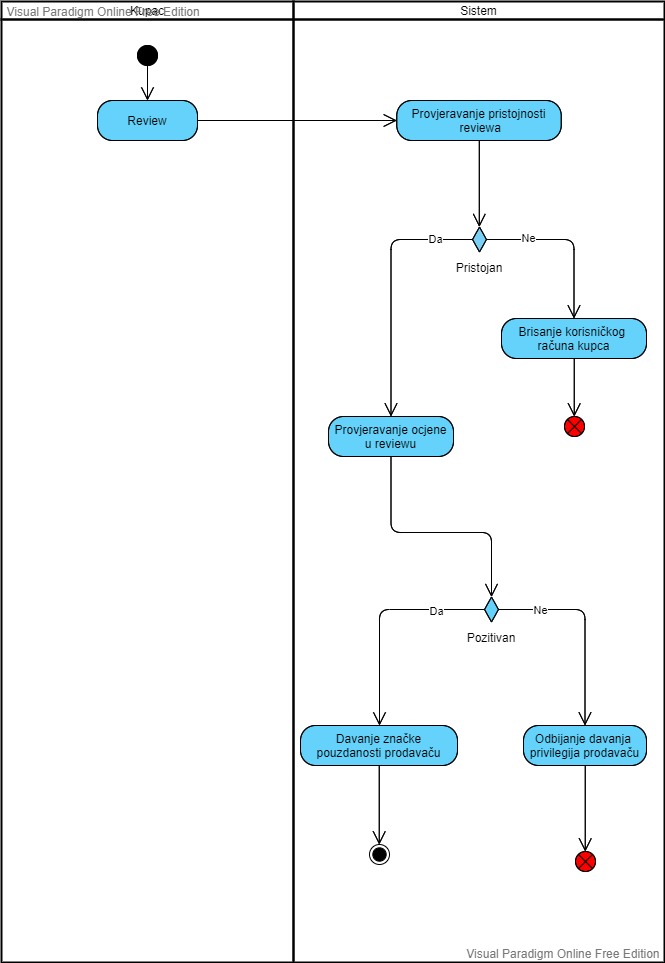 Visual Paradigm Online Free Edition
Kupac
Sistem
Review
Provjeravanje pristojnosti
reviewa
Da
Ne
Pristojan
Brisanje korisničkog
računa kupca
Provjeravanje ocjene
u reviewu
Da
Ne
Pozitivan
Davanje značke
pouzdanosti prodavaču
Odbijanje davanja
privilegija prodavaču
Visual Paradigm Online Free Edition